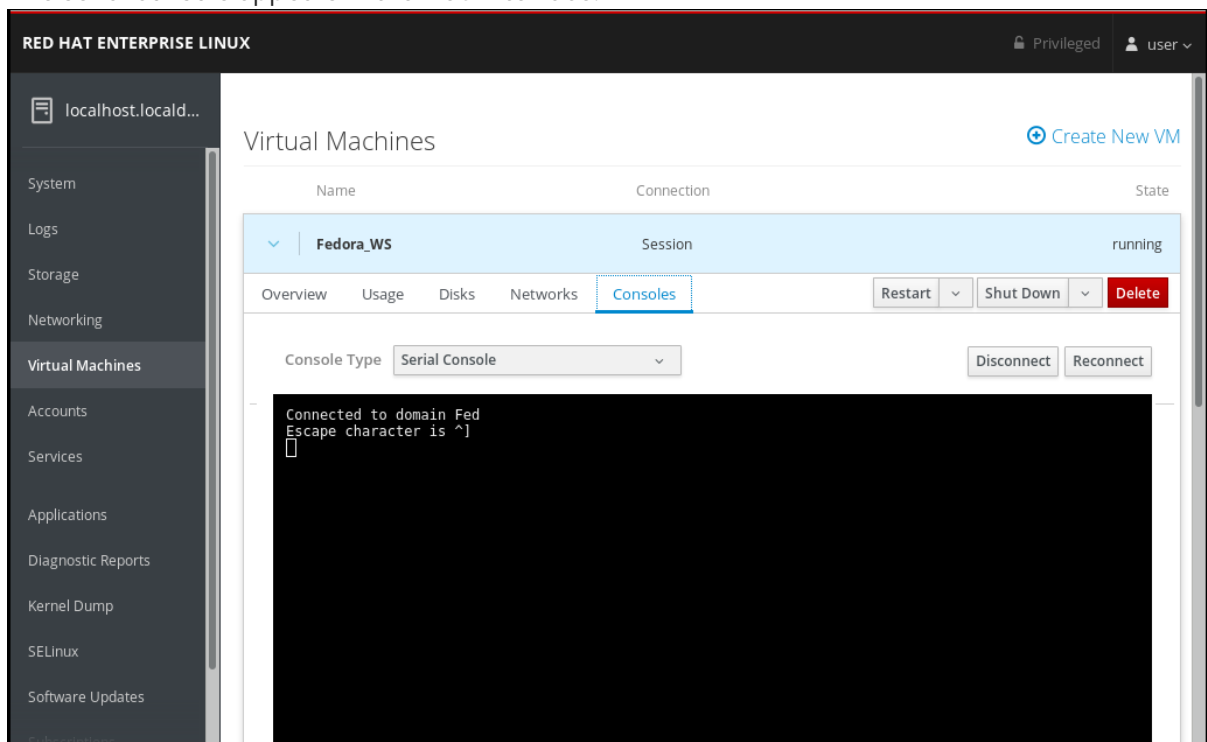 RED HAT ENTERPRISE LINUX
Privileged
user
localhost.locald...
Virtual Machines
Create New VM
System
Logs
Storage
Networking
Virtual Machines
Accounts
Services
Applications
Diagnostic Reports
Kernel Dump
SELinux
Software Updates
Name Connection State
Fedora_WS Session running
Overview Usage Disks Networks Consoles Restart Shut Down Delete
Console Type Serial Console Disconnect Reconnect
Connected to domain Fed
Escape character is ^]